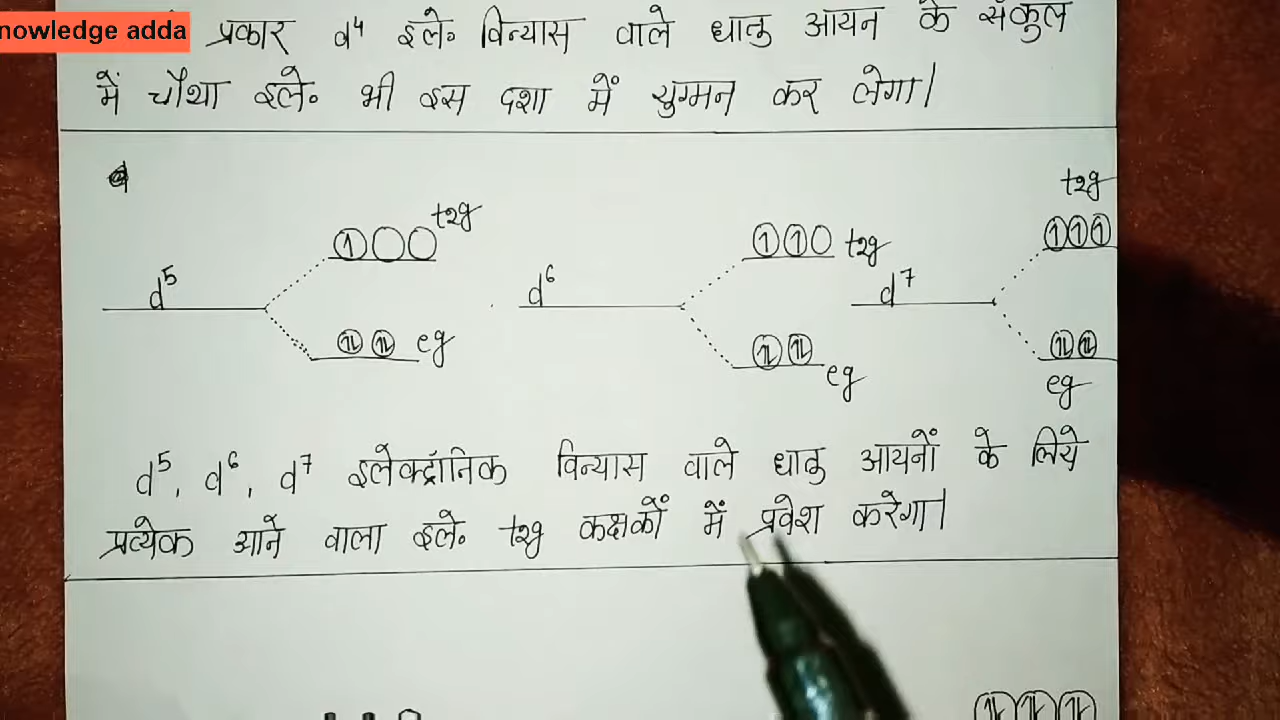 nowledge adda
प्रकार d⁴ इले० विन्यास वाले धातु आयन के संकुल
में चौथा इले० भी इस दशा में युग्मन कर लेगा।
t2g
t2g
d⁵
d⁶
t2g
d⁷
eg
eg
eg
d⁵, d⁶, d⁷ इलेक्ट्रॉनिक विन्यास वाले धातु आयनों के लिये
प्रत्येक आने वाला इले० t2g कक्षकों में प्रवेश करेगा।